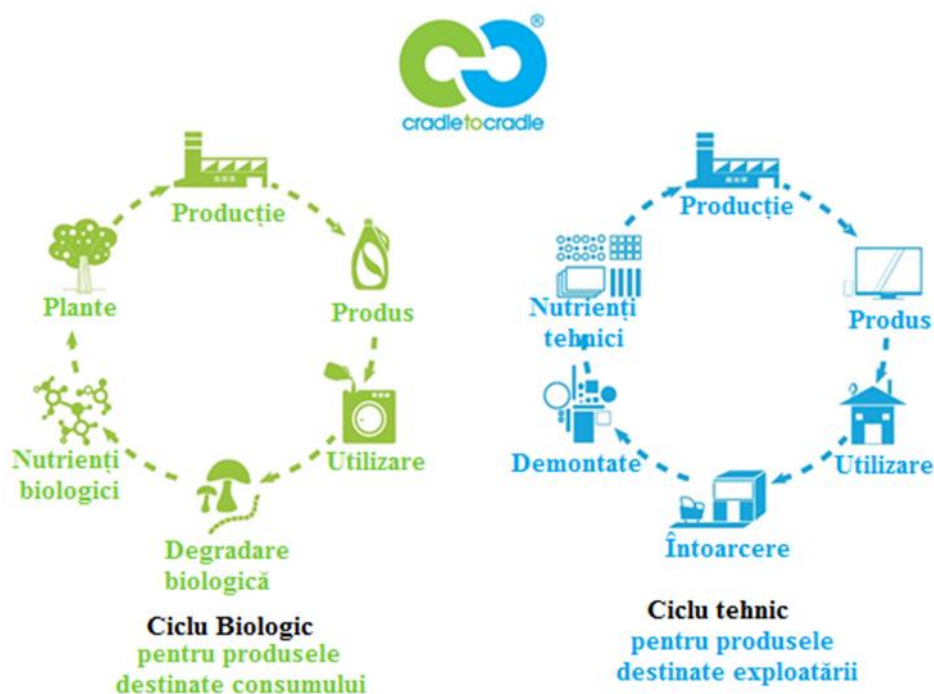 ®
cradletocradle
Producție
Plante
Produs
Nutrienți
biologici
Utilizare
Degradare
biologică
Ciclu Biologic
pentru produsele
destinate consumului
Producție
Nutrienți
tehnici
Produs
Demontate
Utilizare
Întoarcere
Ciclu tehnic
pentru produsele
destinate exploatării